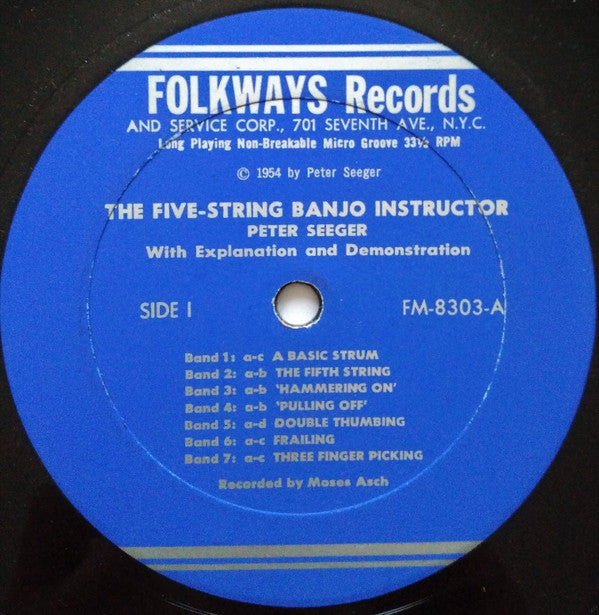 FOLKWAYS Records
AND SERVICE CORP., 701 SEVENTH AVE., N.Y.C.
Long Playing Non-Breakable Micro Groove 33⅓ RPM
© 1954 by Peter Seeger
THE FIVE-STRING BANJO INSTRUCTOR
PETER SEEGER
With Explanation and Demonstration
SIDE I
FM-8303-A
Band 1: a-c A BASIC STRUM
Band 2: a-b THE FIFTH STRING
Band 3: a-b 'HAMMERING ON'
Band 4: a-b 'PULLING OFF'
Band 5: a-d DOUBLE THUMBING
Band 6: a-c FRAILING
Band 7: a-c THREE FINGER PICKING
Recorded by Moses Asch